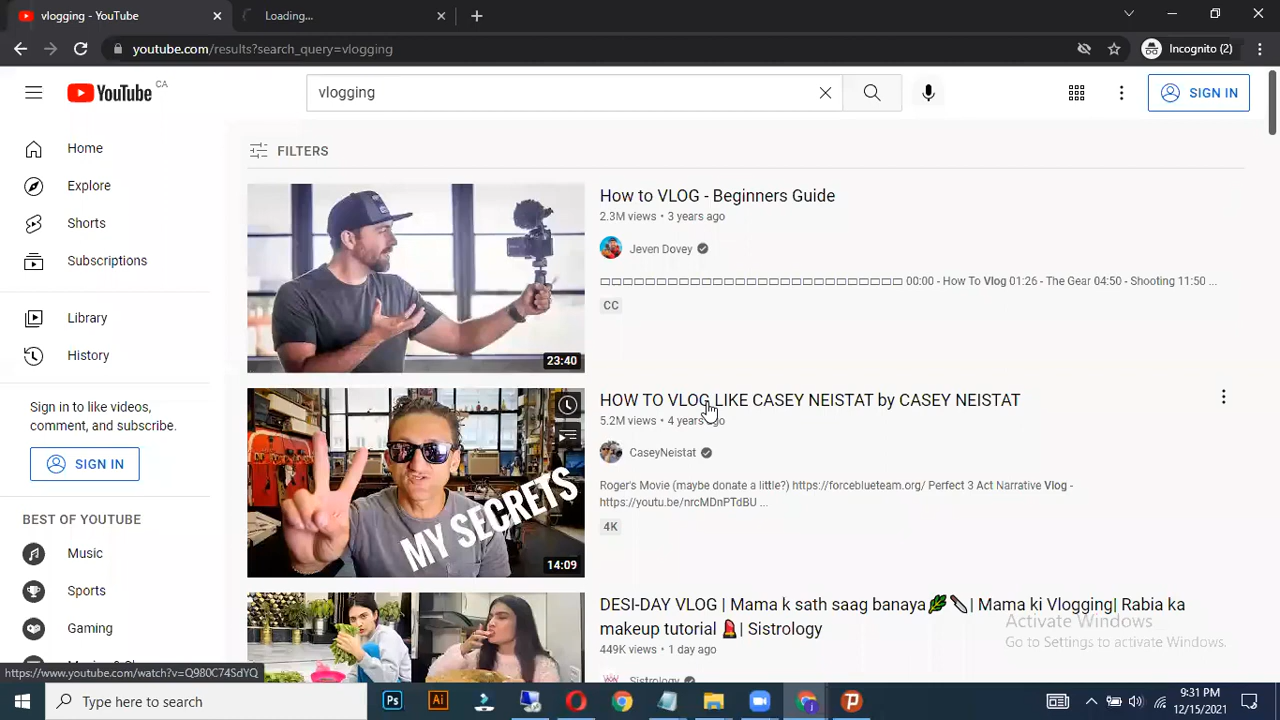 vlogging - YouTube
Loading...
youtube.com/results?search_query=vlogging
Incognito (2)
YouTube CA
vlogging
SIGN IN
Home
Explore
Shorts
Subscriptions
Library
History
Sign in to like videos,
comment, and subscribe.
SIGN IN
BEST OF YOUTUBE
Music
Sports
Gaming
FILTERS
23:40
How to VLOG - Beginners Guide
2.3M views • 3 years ago
Jeven Dovey
00:00 - How To Vlog 01:26 - The Gear 04:50 - Shooting 11:50 ...
CC
MY SECRETS
14:09
HOW TO VLOG LIKE CASEY NEISTAT by CASEY NEISTAT
5.2M views • 4 years ago
CaseyNeistat
Roger's Movie (maybe donate a little?) https://forceblueteam.org/ Perfect 3 Act Narrative Vlog -
https://youtu.be/nrcMDnPTdBU ...
4K
DESI-DAY VLOG | Mama k sath saag banaya🌿🔪| Mama ki Vlogging| Rabia ka
makeup tutorial 💄| Sistrology
449K views • 1 day ago
Sistrology
Activate Windows
Go to Settings to activate Windows.
https://www.youtube.com/watch?v=Q980C74SdYQ
Type here to search
Ps
Ai
9:31 PM
12/15/2021